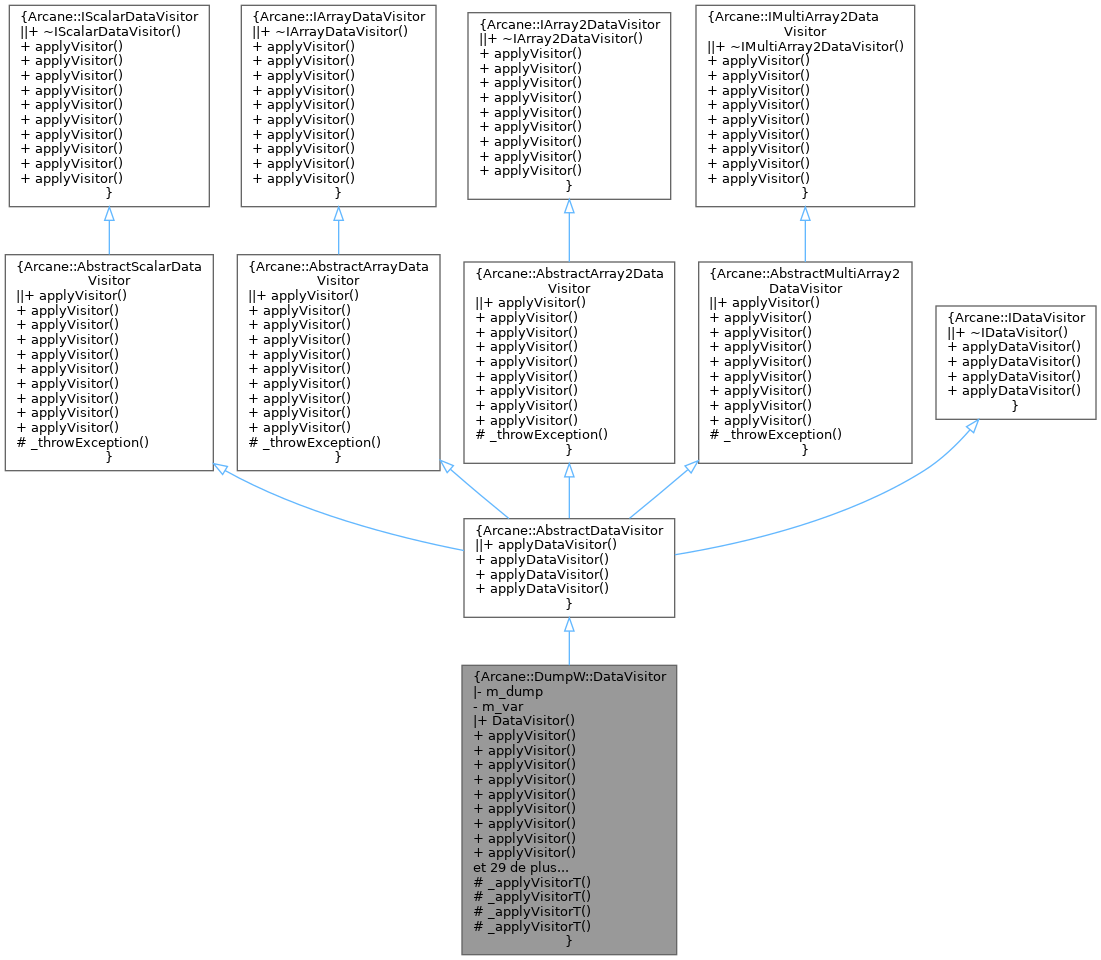 {Arcane::IScalarDataVisitor
||+ ~IScalarDataVisitor()
+ applyVisitor()
+ applyVisitor()
+ applyVisitor()
+ applyVisitor()
+ applyVisitor()
+ applyVisitor()
+ applyVisitor()
+ applyVisitor()
+ applyVisitor()
+ applyVisitor()
}
{Arcane::IArrayDataVisitor
||+ ~IArrayDataVisitor()
+ applyVisitor()
+ applyVisitor()
+ applyVisitor()
+ applyVisitor()
+ applyVisitor()
+ applyVisitor()
+ applyVisitor()
+ applyVisitor()
+ applyVisitor()
+ applyVisitor()
}
{Arcane::IArray2DataVisitor
||+ ~IArray2DataVisitor()
+ applyVisitor()
+ applyVisitor()
+ applyVisitor()
+ applyVisitor()
+ applyVisitor()
+ applyVisitor()
+ applyVisitor()
+ applyVisitor()
+ applyVisitor()
}
{Arcane::IMultiArray2Data
Visitor
||+ ~IMultiArray2DataVisitor()
+ applyVisitor()
+ applyVisitor()
+ applyVisitor()
+ applyVisitor()
+ applyVisitor()
+ applyVisitor()
+ applyVisitor()
+ applyVisitor()
+ applyVisitor()
}
{Arcane::AbstractScalarData
Visitor
||+ applyVisitor()
+ applyVisitor()
+ applyVisitor()
+ applyVisitor()
+ applyVisitor()
+ applyVisitor()
+ applyVisitor()
+ applyVisitor()
+ applyVisitor()
+ applyVisitor()
# _throwException()
}
{Arcane::AbstractArrayData
Visitor
||+ applyVisitor()
+ applyVisitor()
+ applyVisitor()
+ applyVisitor()
+ applyVisitor()
+ applyVisitor()
+ applyVisitor()
+ applyVisitor()
+ applyVisitor()
+ applyVisitor()
# _throwException()
}
{Arcane::AbstractArray2Data
Visitor
||+ applyVisitor()
+ applyVisitor()
+ applyVisitor()
+ applyVisitor()
+ applyVisitor()
+ applyVisitor()
+ applyVisitor()
+ applyVisitor()
+ applyVisitor()
# _throwException()
}
{Arcane::AbstractMultiArray2
DataVisitor
||+ applyVisitor()
+ applyVisitor()
+ applyVisitor()
+ applyVisitor()
+ applyVisitor()
+ applyVisitor()
+ applyVisitor()
+ applyVisitor()
+ applyVisitor()
# _throwException()
}
{Arcane::IDataVisitor
||+ ~IDataVisitor()
+ applyDataVisitor()
+ applyDataVisitor()
+ applyDataVisitor()
+ applyDataVisitor()
}
{Arcane::AbstractDataVisitor
||+ applyDataVisitor()
+ applyDataVisitor()
+ applyDataVisitor()
+ applyDataVisitor()
}
{Arcane::DumpW::DataVisitor
|- m_dump
- m_var
|+ DataVisitor()
+ applyVisitor()
+ applyVisitor()
+ applyVisitor()
+ applyVisitor()
+ applyVisitor()
+ applyVisitor()
+ applyVisitor()
+ applyVisitor()
+ applyVisitor()
et 29 de plus...
# _applyVisitorT()
# _applyVisitorT()
# _applyVisitorT()
# _applyVisitorT()
}